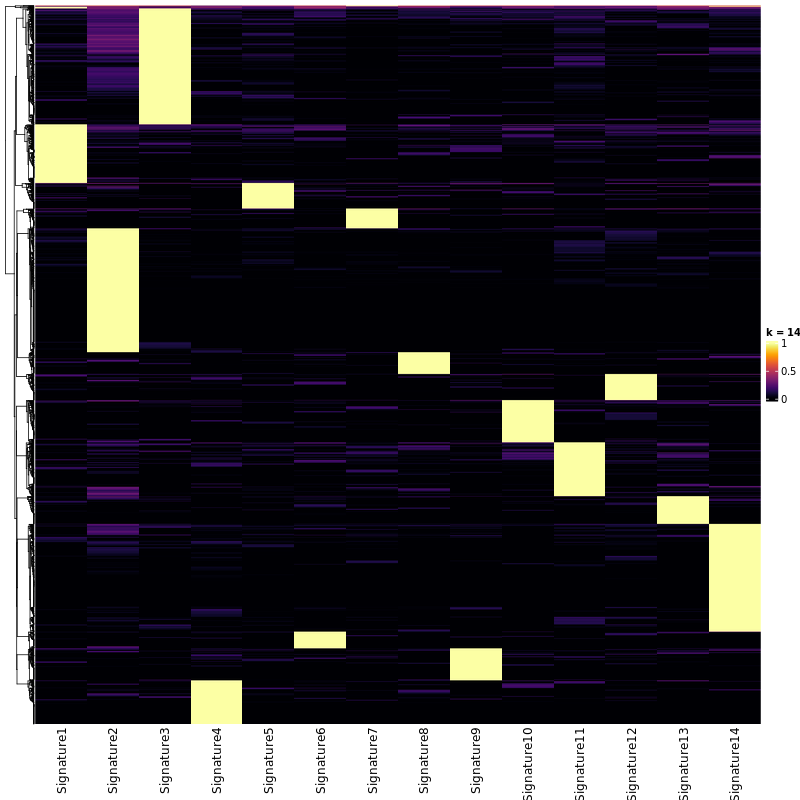 k = 14
1
0.5
0
Signature1
Signature2
Signature3
Signature4
Signature5
Signature6
Signature7
Signature8
Signature9
Signature10
Signature11
Signature12
Signature13
Signature14